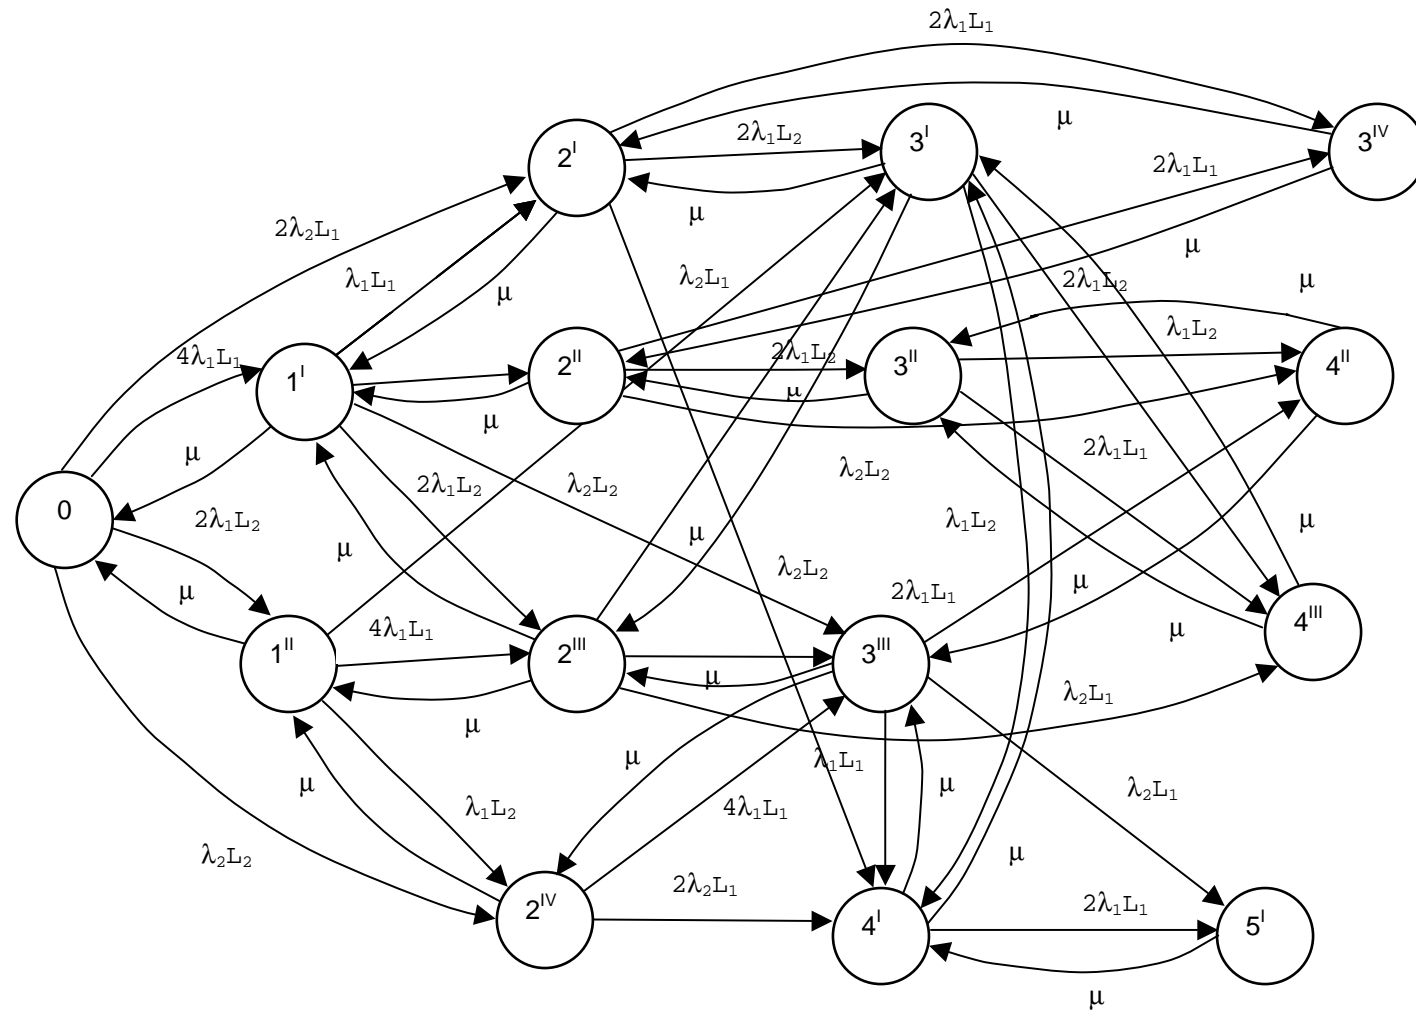 2λ₁L₁
μ
2λ₁L₂
3ᴵ
3ᴵⱽ
2ᴵ
2λ₁L₁
μ
2λ₂L₁
μ
λ₁L₁
λ₂L₁
2λ₁L₂
μ
μ
λ₁L₂
4λ₁L₁
2λ₁L₂
1ᴵ
2ᴵᴵ
3ᴵᴵ
4ᴵᴵ
μ
μ
2λ₁L₁
μ
λ₂L₂
2λ₁L₂
λ₂L₂
0
2λ₁L₂
λ₁L₂
μ
μ
μ
λ₂L₂
μ
μ
2λ₁L₁
4λ₁L₁
μ
4ᴵᴵᴵ
1ᴵᴵ
2ᴵᴵᴵ
3ᴵᴵᴵ
μ
λ₂L₁
μ
μ
λ₁L₁
μ
μ
λ₂L₁
λ₁L₂
4λ₁L₁
λ₂L₂
μ
2λ₂L₁
2λ₁L₁
2ᴵⱽ
4ᴵ
5ᴵ
μ